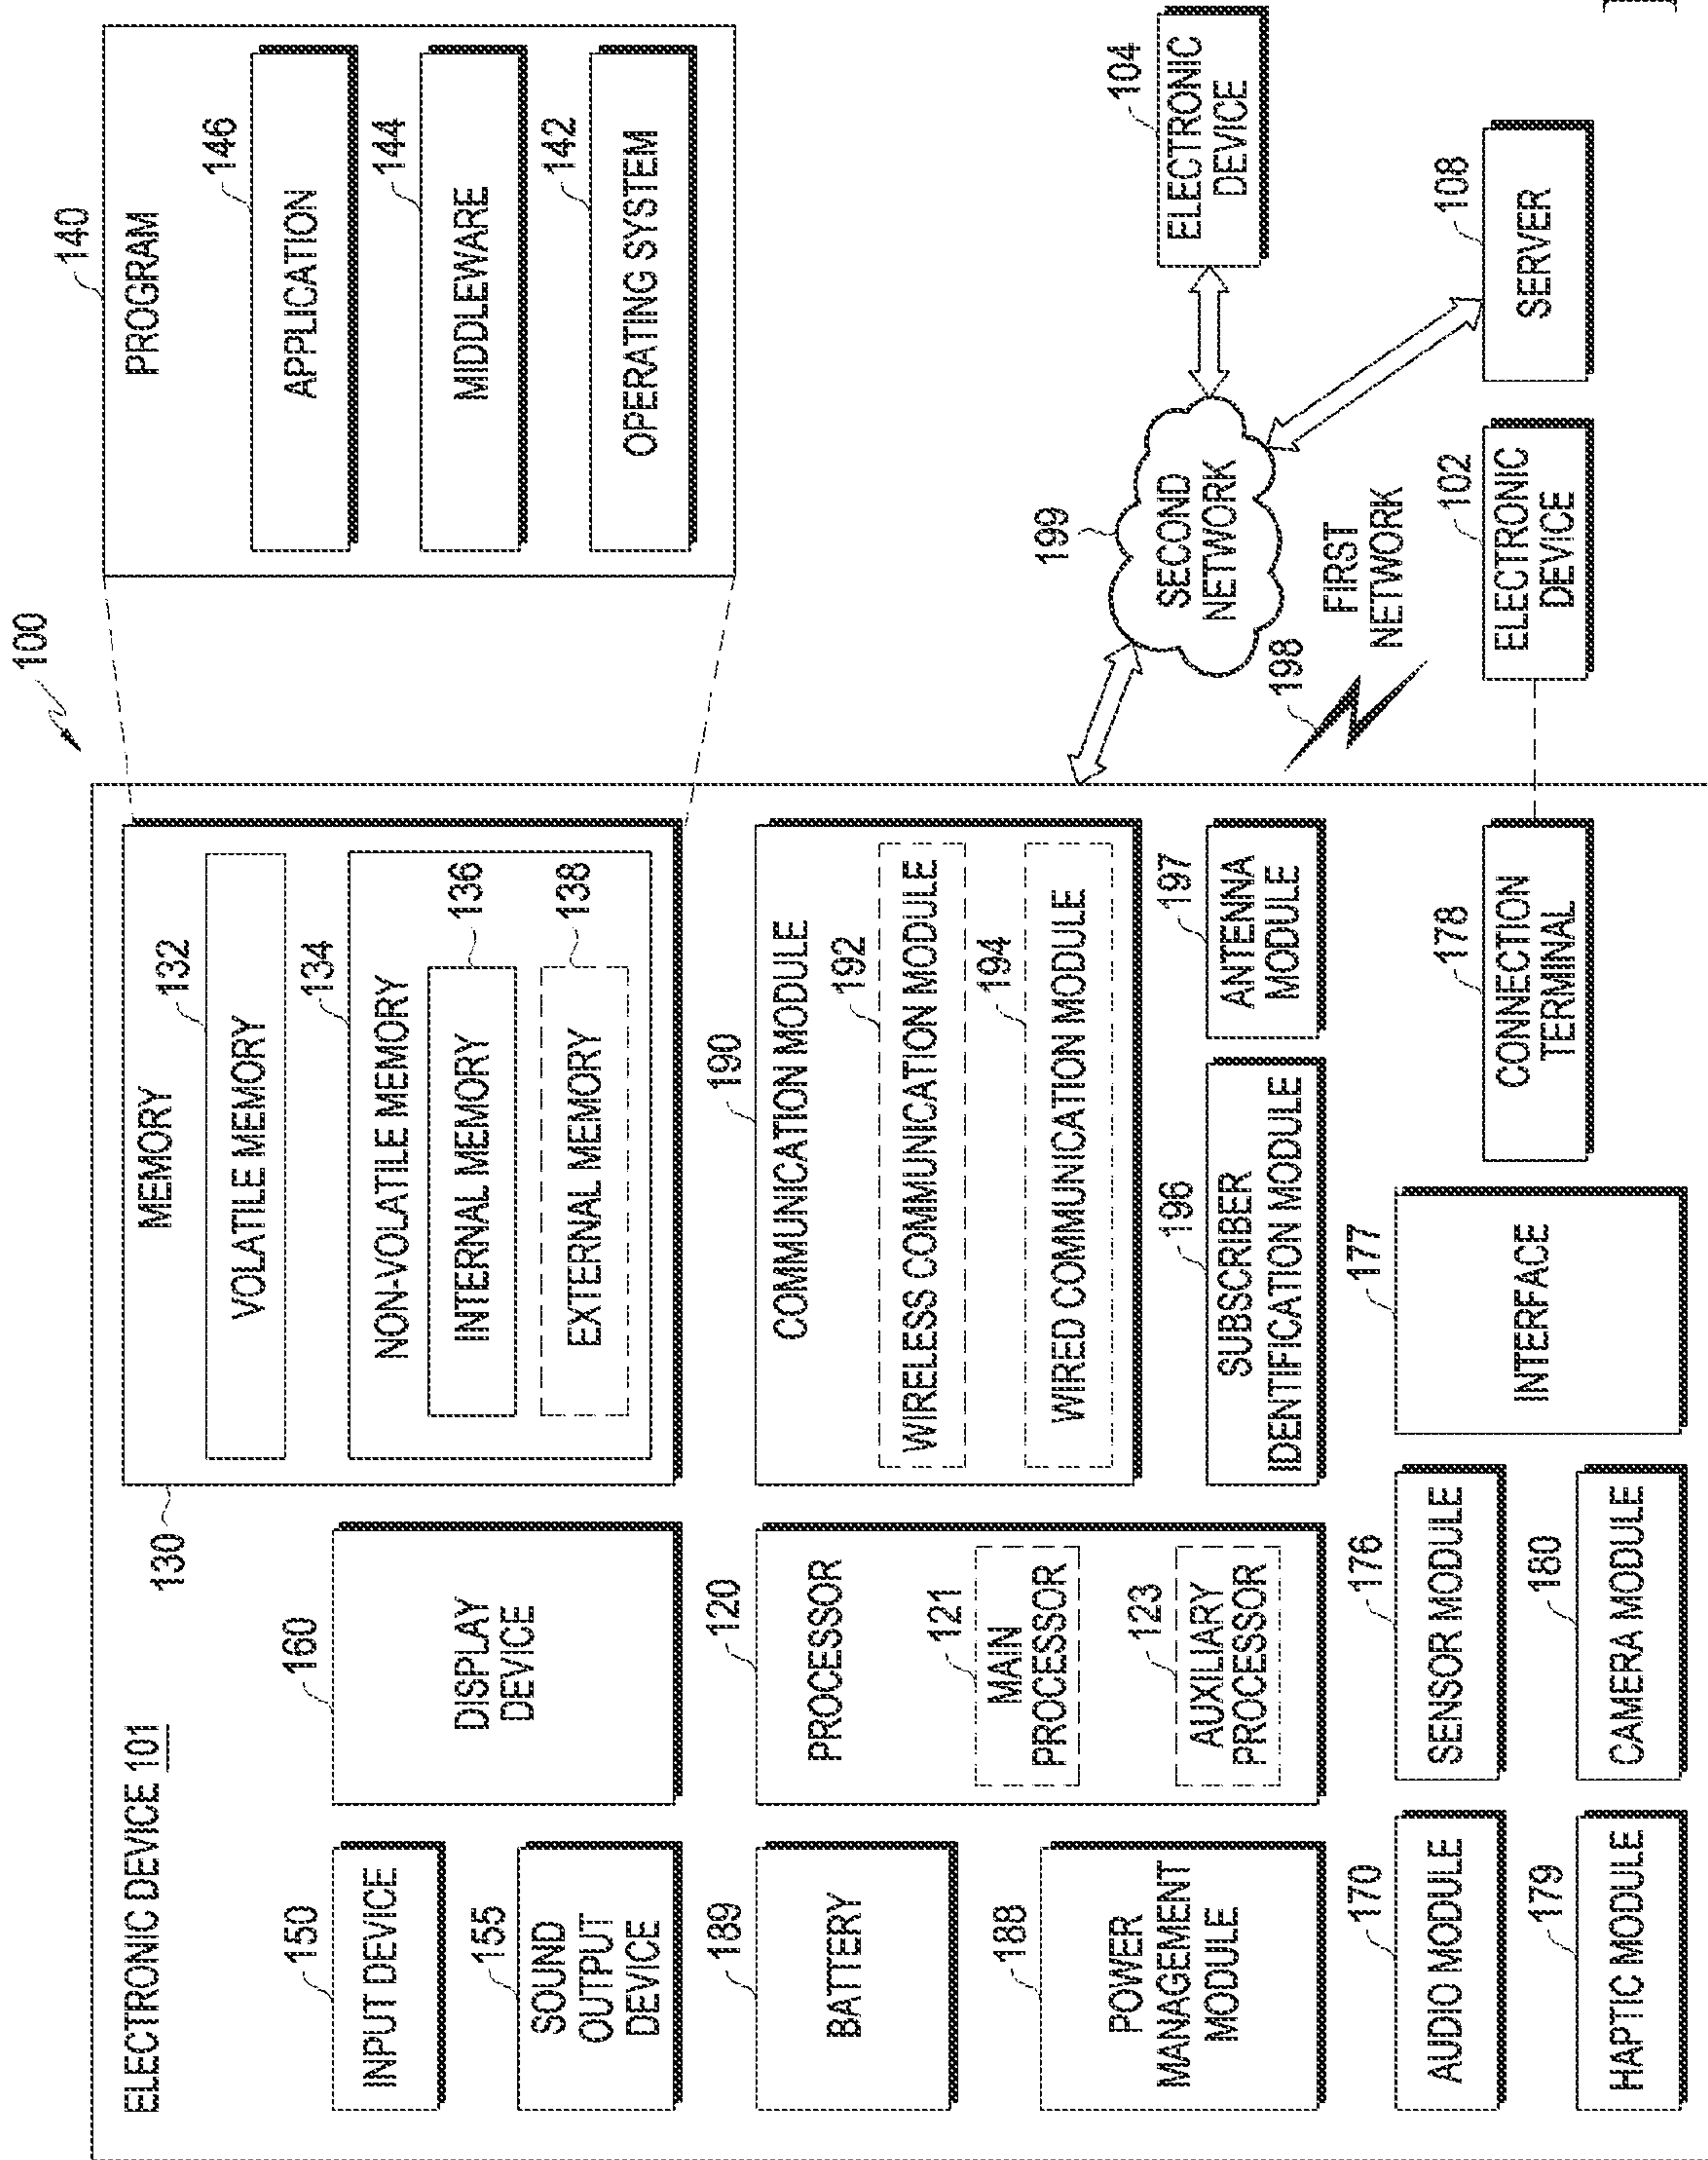 100
ELECTRONIC DEVICE 101
130
MEMORY
132
VOLATILE MEMORY
134
NON-VOLATILE MEMORY
136
INTERNAL MEMORY
138
EXTERNAL MEMORY
140
PROGRAM
146
APPLICATION
144
MIDDLEWARE
142
OPERATING SYSTEM
150
INPUT DEVICE
155
SOUND
OUTPUT
DEVICE
160
DISPLAY
DEVICE
189
BATTERY
188
POWER
MANAGEMENT
MODULE
120
PROCESSOR
121
MAIN
PROCESSOR
123
AUXILIARY
PROCESSOR
190
COMMUNICATION MODULE
192
WIRELESS COMMUNICATION MODULE
194
WIRED COMMUNICATION MODULE
196
SUBSCRIBER
IDENTIFICATION MODULE
197
ANTENNA
MODULE
170
AUDIO MODULE
176
SENSOR MODULE
177
INTERFACE
178
CONNECTION
TERMINAL
179
HAPTIC MODULE
180
CAMERA MODULE
199
SECOND
NETWORK
104
ELECTRONIC
DEVICE
198
FIRST
NETWORK
102
ELECTRONIC
DEVICE
108
SERVER